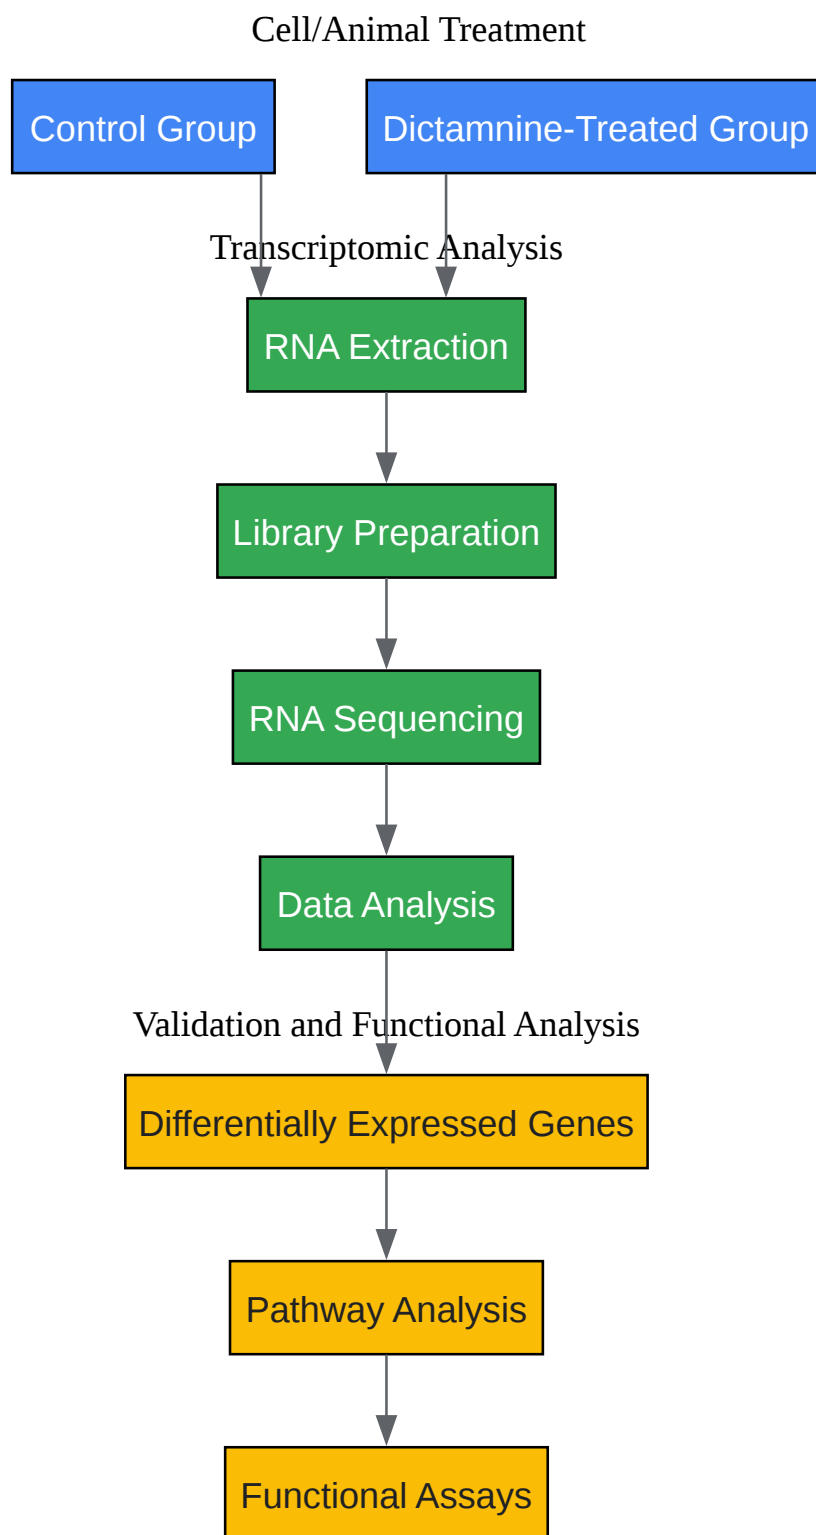 Cell/Animal Treatment
Control Group
Dictamnine-Treated Group
Transcriptomic Analysis
RNA Extraction
Library Preparation
RNA Sequencing
Data Analysis
Validation and Functional Analysis
Differentially Expressed Genes
Pathway Analysis
Functional Assays